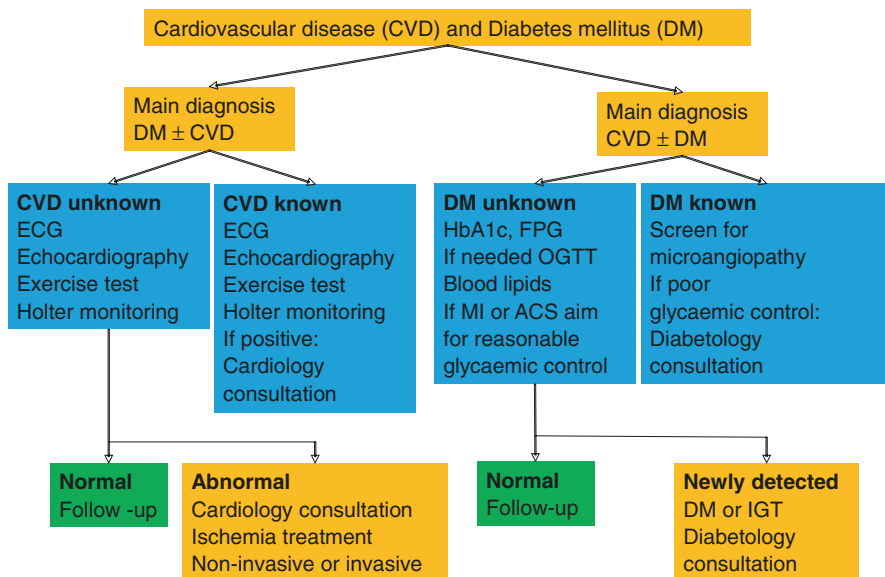 Cardiovascular disease (CVD) and Diabetes mellitus (DM)
Main diagnosis
DM ± CVD
Main diagnosis
CVD ± DM
CVD unknown
ECG
Echocardiography
Exercise test
Holter monitoring
CVD known
ECG
Echocardiography
Exercise test
Holter monitoring
If positive:
Cardiology
consultation
DM unknown
HbA1c, FPG
If needed OGTT
Blood lipids
If MI or ACS aim
for reasonable
glycaemic control
DM known
Screen for
microangiopathy
If poor
glycaemic control:
Diabetology
consultation
Normal
Follow -up
Abnormal
Cardiology consultation
Ischemia treatment
Non-invasive or invasive
Normal
Follow-up
Newly detected
DM or IGT
Diabetology
consultation